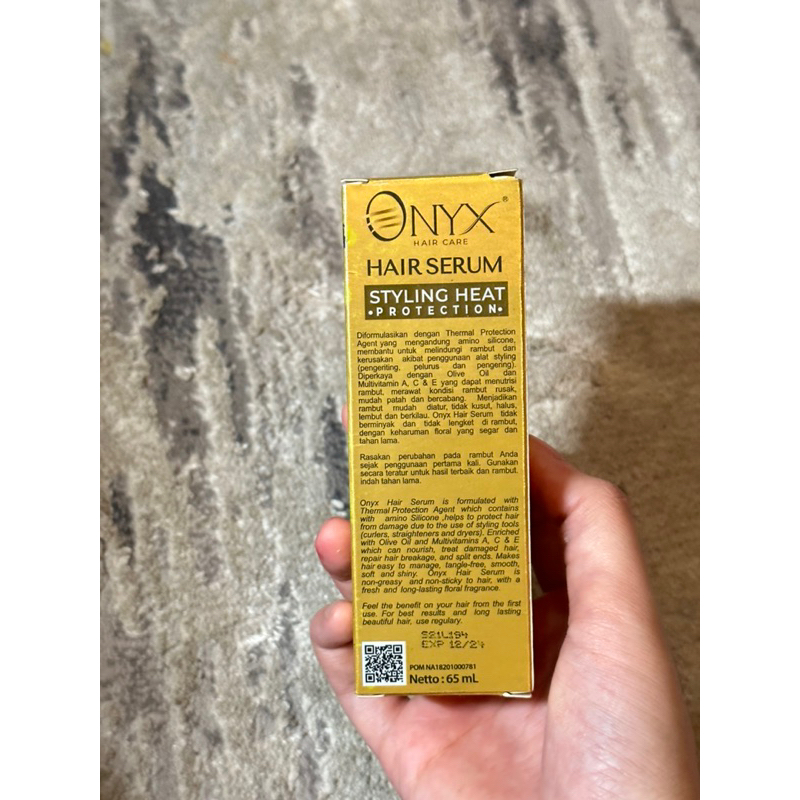 ONYX®
HAIR CARE
HAIR SERUM
STYLING HEAT
•PROTECTION•
Diformulasikan dengan Thermal Protection
Agent yang mengandung amino silicone,
membantu untuk melindungi rambut dan
kerusakan akibat penggunaan alat styling
(pengeriting, pelurus dan pengering).
Diperkaya dengan Olive Oil dan
Multivitamin A, C & E yang dapat menutrisi
rambut, merawat kondisi rambut rusak,
mudah patah dan bercabang. Menjadikan
rambut mudah diatur, tidak kusut, halus,
lembut dan berkilau. Onyx Hair Serum tidak
berminyak dan tidak lengket di rambut,
dengan keharuman floral yang segar dan
tahan lama.
Rasakan perubahan pada rambut Anda
sejak penggunaan pertama kali. Gunakan
secara teratur untuk hasil terbaik dan rambut
indah tahan lama.
Onyx Hair Serum is formulated with
Thermal Protection Agent which contains
with amino Silicone ,helps to protect hair
from damage due to the use of styling tools
(curlers, straighteners and dryers). Enriched
with Olive Oil and Multivitamins A, C & E
which can nourish, treat damaged hair,
repair hair breakage, and split ends. Makes
hair easy to manage, tangle-free, smooth,
soft and shiny. Onyx Hair Serum is
non-greasy and non-sticky to hair, with a
fresh and long-lasting floral fragrance.
Feel the benefit on your hair from the first
use. For best results and long lasting
beautiful hair, use regulary.
S21L194
EXP 12/24
POM NA18201000781
Netto : 65 mL